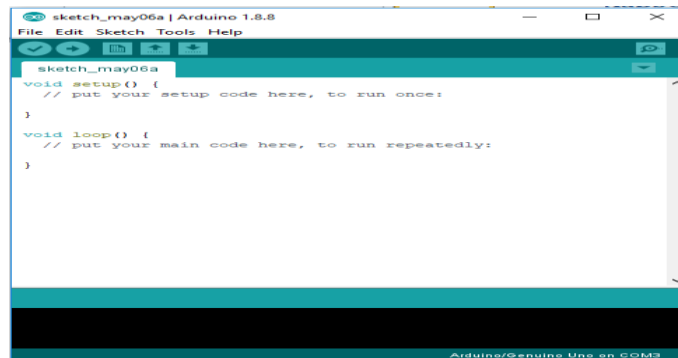 sketch_may06a | Arduino 1.8.8
File Edit Sketch Tools Help
sketch_may06a
void setup() {
// put your setup code here, to run once:
}
void loop() {
// put your main code here, to run repeatedly:
}
Arduino/Genuino Uno on COM3